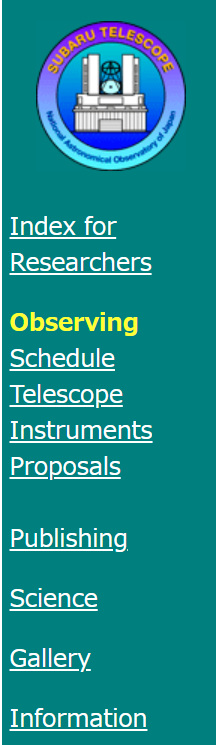 SUBARU TELESCOPE
National Astronomical Observatory of Japan
Index for
Researchers
Observing
Schedule
Telescope
Instruments
Proposals
Publishing
Science
Gallery
Information